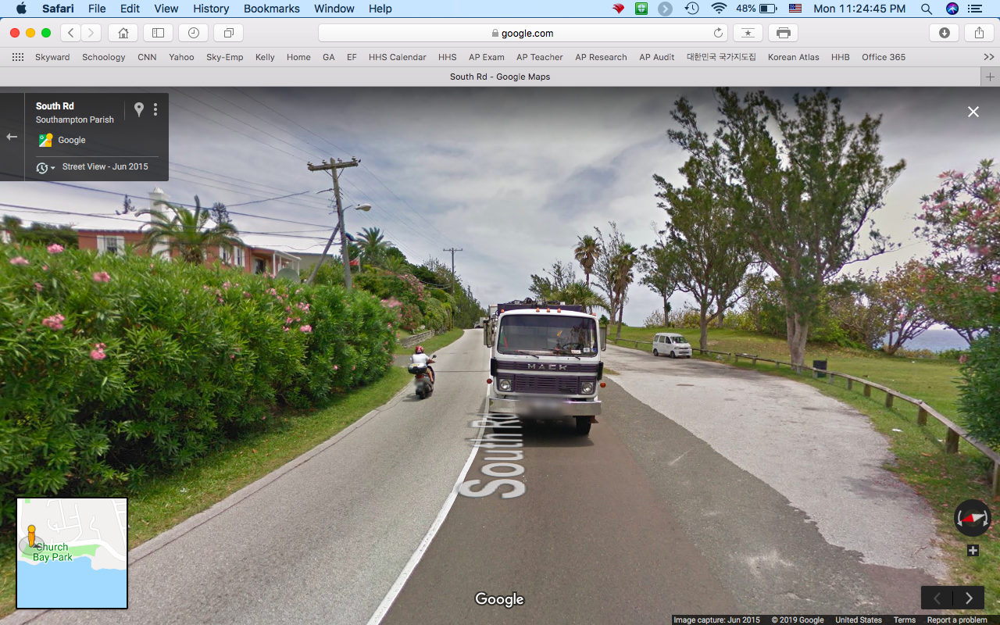 Safari File Edit View History Bookmarks Window Help 48% Mon 11:24:45 PM
google.com
Skyward Schoology CNN Yahoo Sky-Emp Kelly Home GA EF HHS Calendar HHS AP Exam AP Teacher AP Research AP Audit 대한민국 국가지도집 Korean Atlas HHB Office 365
South Rd - Google Maps
South Rd
Southampton Parish
Google
Street View - Jun 2015
MACK
South Rd
Church
Bay Park
Google
Image capture: Jun 2015 © 2019 Google United States Terms Report a problem